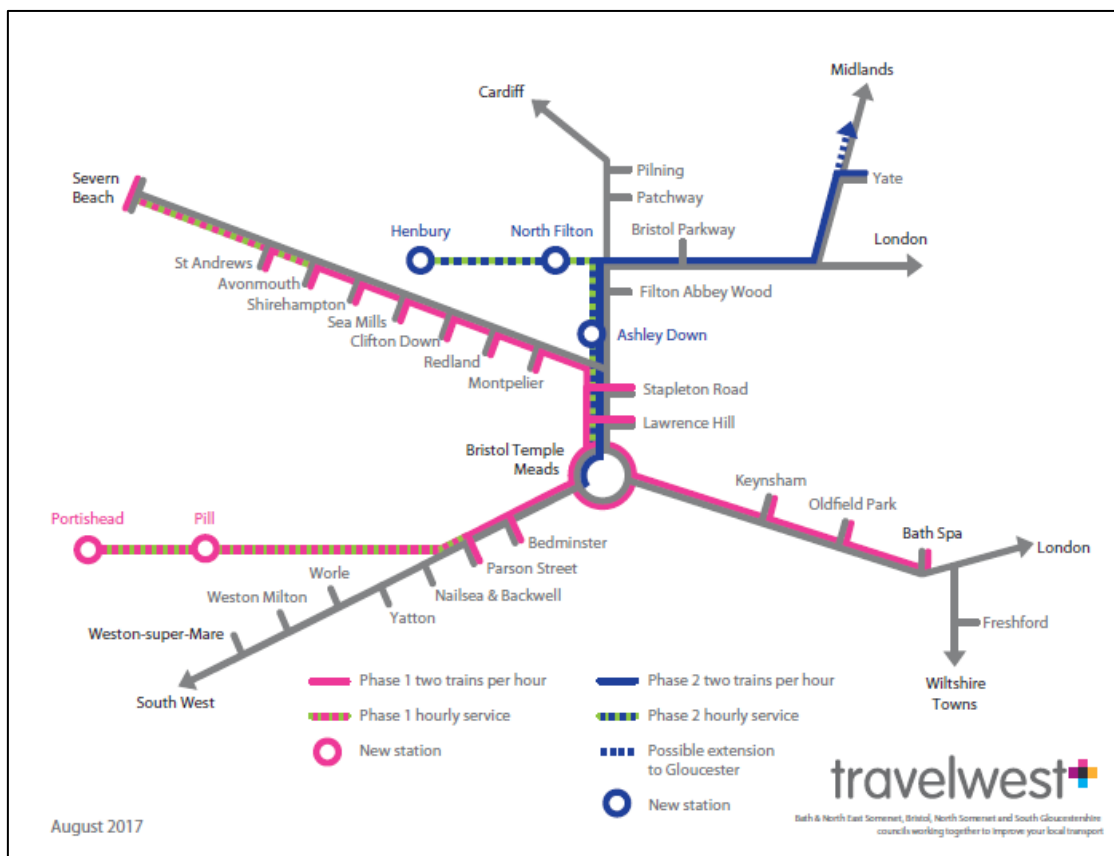 Midlands
Cardiff
Severn
Beach
Pilning
Patchway
Yate
Henbury
North Filton
Bristol Parkway
London
St Andrews
Avonmouth
Shirehampton
Sea Mills
Clifton Down
Redland
Montpelier
Filton Abbey Wood
Ashley Down
Stapleton Road
Lawrence Hill
Bristol Temple
Meads
Keynsham
Oldfield Park
Bath Spa
London
Freshford
Wiltshire
Towns
Portishead
Pill
Bedminster
Parson Street
Nailsea & Backwell
Yatton
Worle
Weston Milton
Weston-super-Mare
South West
Phase 1 two trains per hour
Phase 1 hourly service
New station
Phase 2 two trains per hour
Phase 2 hourly service
Possible extension
to Gloucester
New station
travelwest
Bath & North East Somerset, Bristol, North Somerset and South Gloucestershire
councils working together to improve your local transport
August 2017